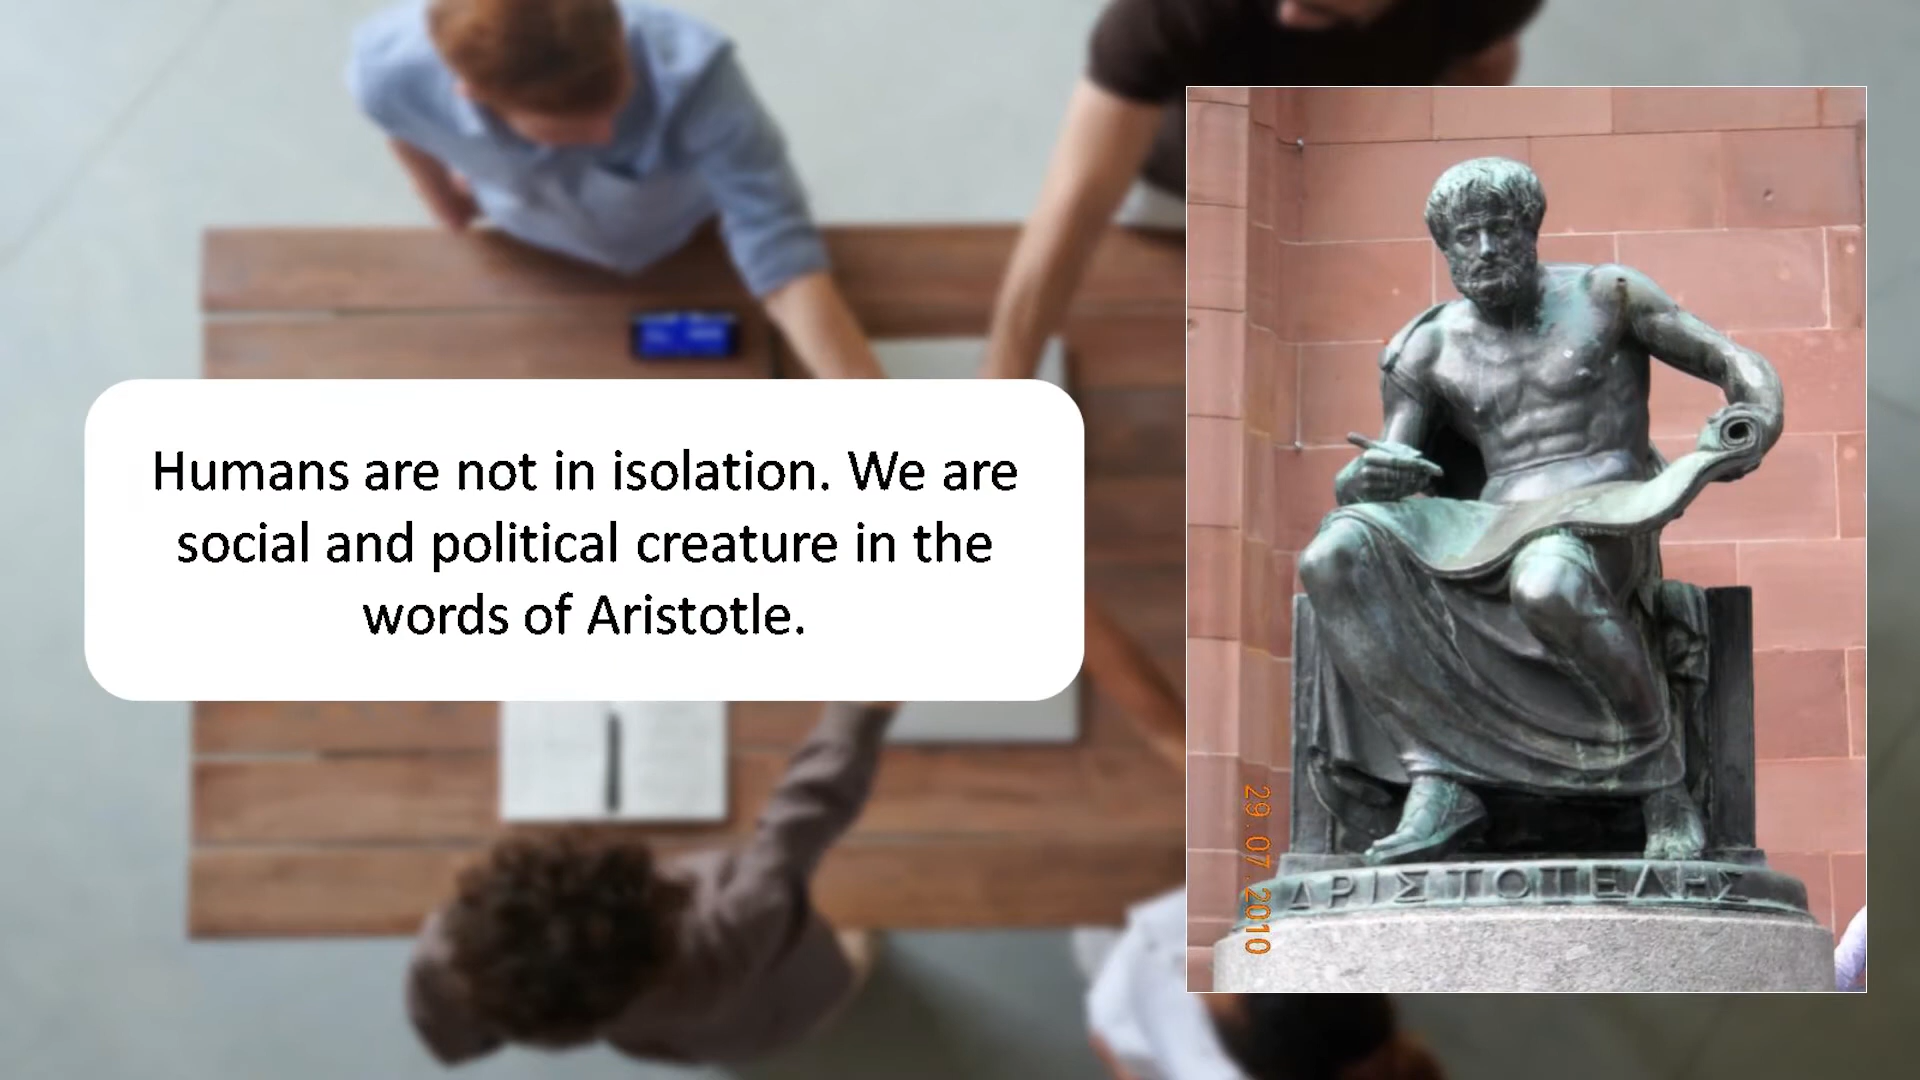 Humans are not in isolation. We are
social and political creature in the
words of Aristotle.
ΑΡΙΣΤΟΤΕΛΗΣ
29.07.2010